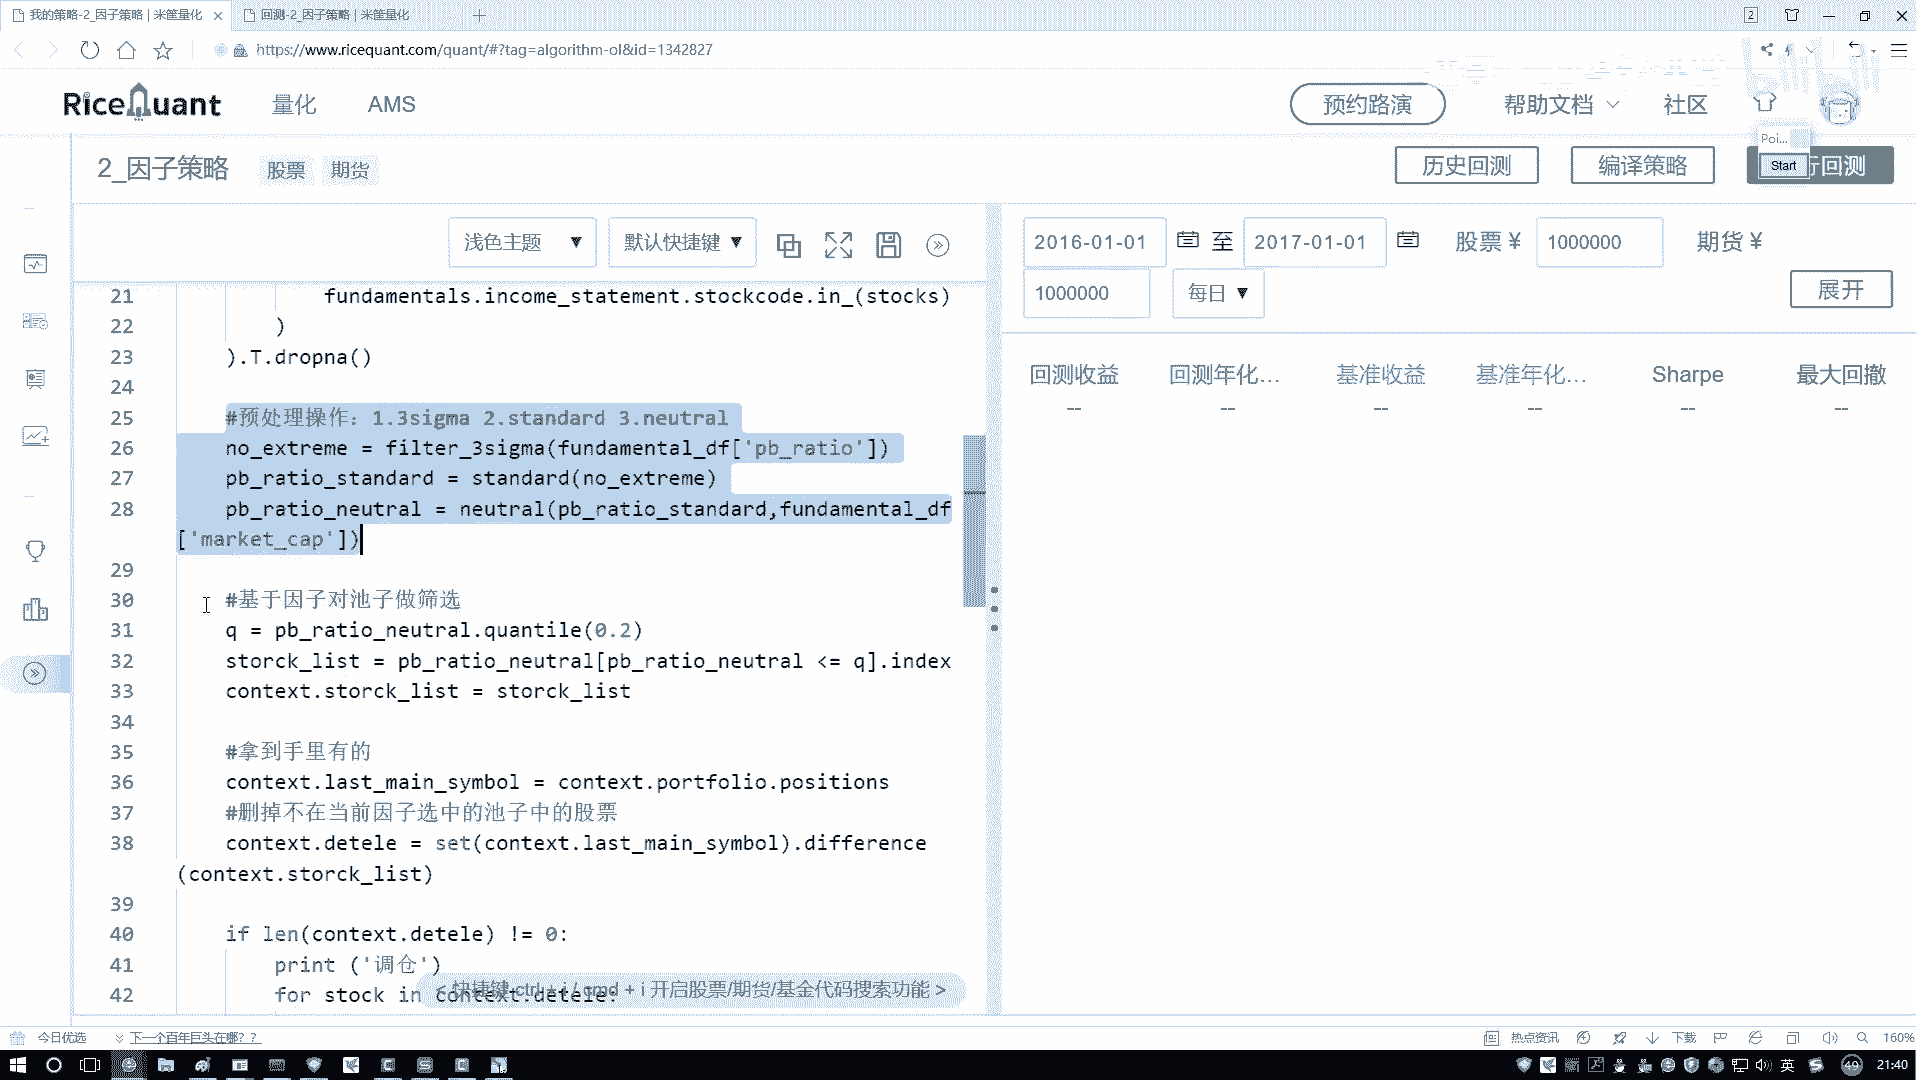 我的策略-2_因子策略 | 米筐量化
回测-2_因子策略 | 米筐量化
2
https://www.ricequant.com/quant/#?tag=algorithm-ol&id=1342827
RiceQuant
量化
AMS
预约路演
帮助文档
社区
Poi...
Start
2_因子策略
股票
期货
历史回测
编译策略
行回测
浅色主题 ▼
默认快捷键 ▼
2016-01-01 至 2017-01-01
股票 ¥ 1000000
期货 ¥
1000000
每日 ▼
展开
21 fundamentals.income_statement.stockcode.in_(stocks)
22 )
23 ).T.dropna()
24
25 #预处理操作：1.3sigma 2.standard 3.neutral
26 no_extreme = filter_3sigma(fundamental_df['pb_ratio'])
27 pb_ratio_standard = standard(no_extreme)
28 pb_ratio_neutral = neutral(pb_ratio_standard,fundamental_df
['market_cap'])
29
30 #基于因子对池子做筛选
31 q = pb_ratio_neutral.quantile(0.2)
32 storck_list = pb_ratio_neutral[pb_ratio_neutral <= q].index
33 context.storck_list = storck_list
34
35 #拿到手里有的
36 context.last_main_symbol = context.portfolio.positions
37 #删掉不在当前因子选中的池子中的股票
38 context.detele = set(context.last_main_symbol).difference
(context.storck_list)
39
40 if len(context.detele) != 0:
41 print ('调仓')
42 for stock in context.detele:
< 快捷键 ctrl + i / cmd + i 开启股票/期货/基金代码搜索功能 >
回测收益 回测年化... 基准收益 基准年化... Sharpe 最大回撤
-- -- -- -- -- --
今日优选
下一个百年巨头在哪？？
热点资讯
下载
160%
英
49
21:40